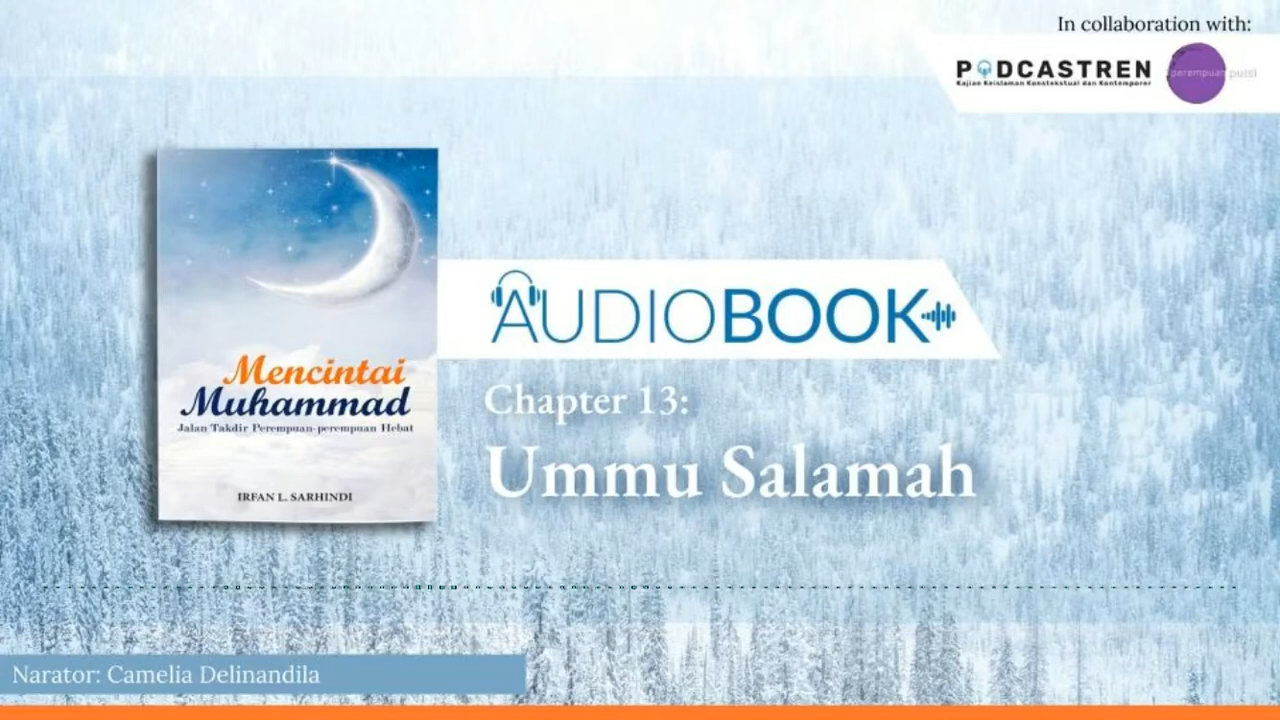 In collaboration with:
PODCASTREN
Kajian Keislaman Konstekstual dan Kontemporer
perempuan puisi
Mencintai
Muhammad
Jalan Takdir Perempuan-perempuan Hebat
IRFAN L. SARHINDI
AUDIOBOOK
Chapter 13:
Ummu Salamah
Narator: Camelia Delinandila